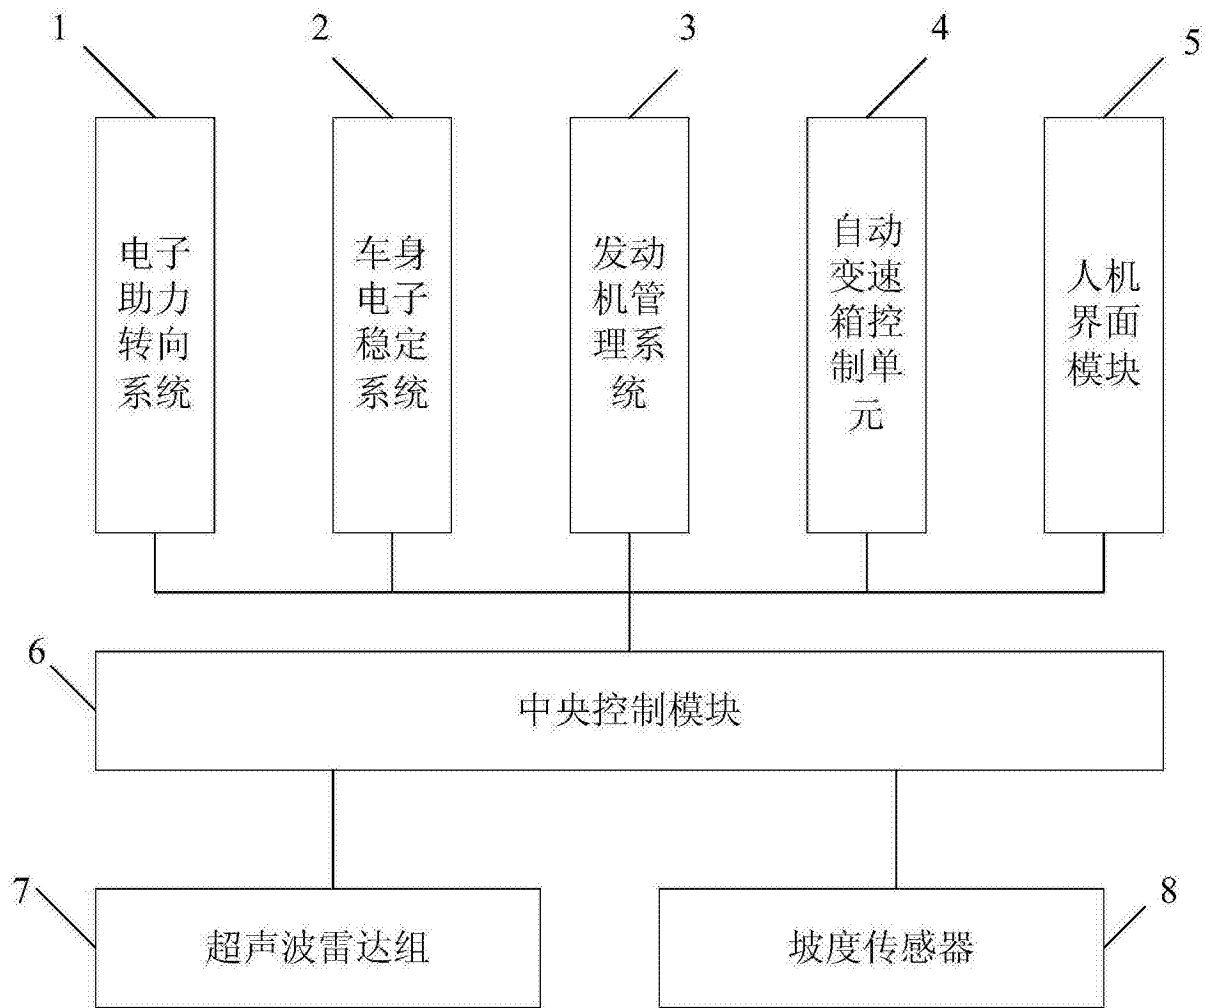 1
2
3
4
5
电子
助力
转向
系统
车身
电子
稳定
系统
发动
机管
理系
统
自动
变速
箱控
制单
元
人机
界面
模块
6
中央控制模块
7
超声波雷达组
8
坡度传感器